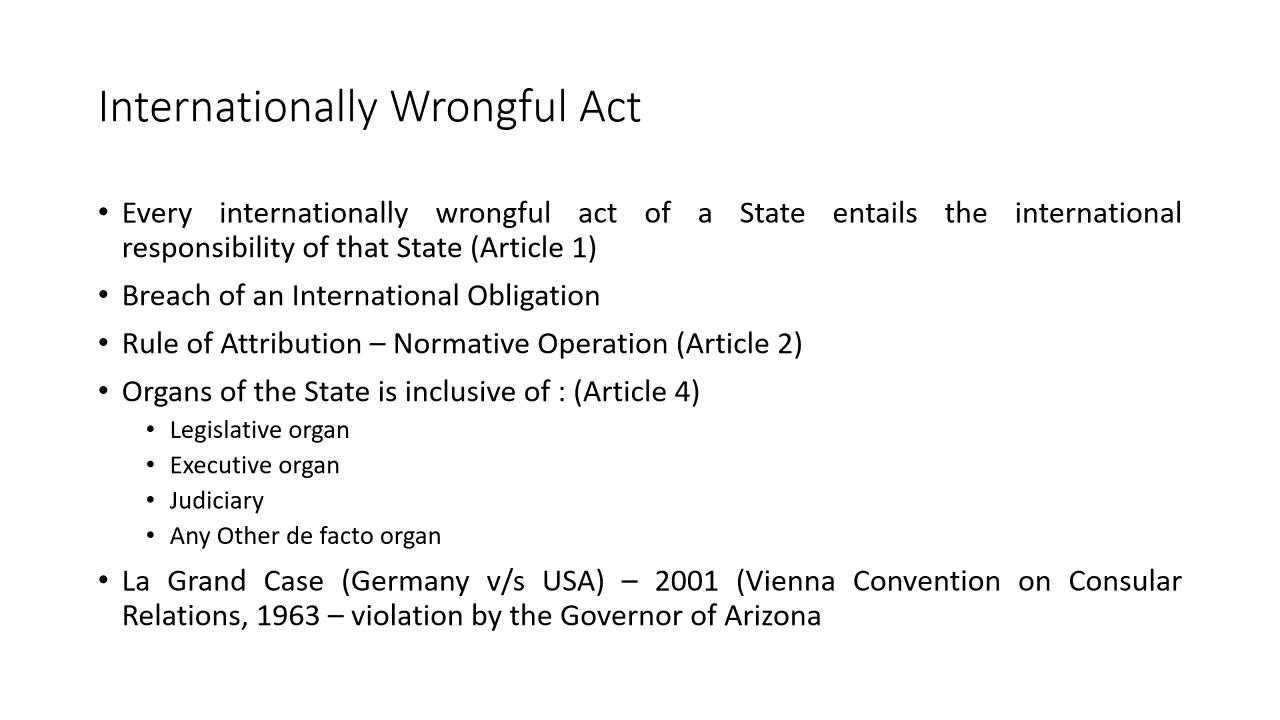 Internationally Wrongful Act
• Every internationally wrongful act of a State entails the international
responsibility of that State (Article 1)
• Breach of an International Obligation
• Rule of Attribution – Normative Operation (Article 2)
• Organs of the State is inclusive of : (Article 4)
• Legislative organ
• Executive organ
• Judiciary
• Any Other de facto organ
• La Grand Case (Germany v/s USA) – 2001 (Vienna Convention on Consular
Relations, 1963 – violation by the Governor of Arizona